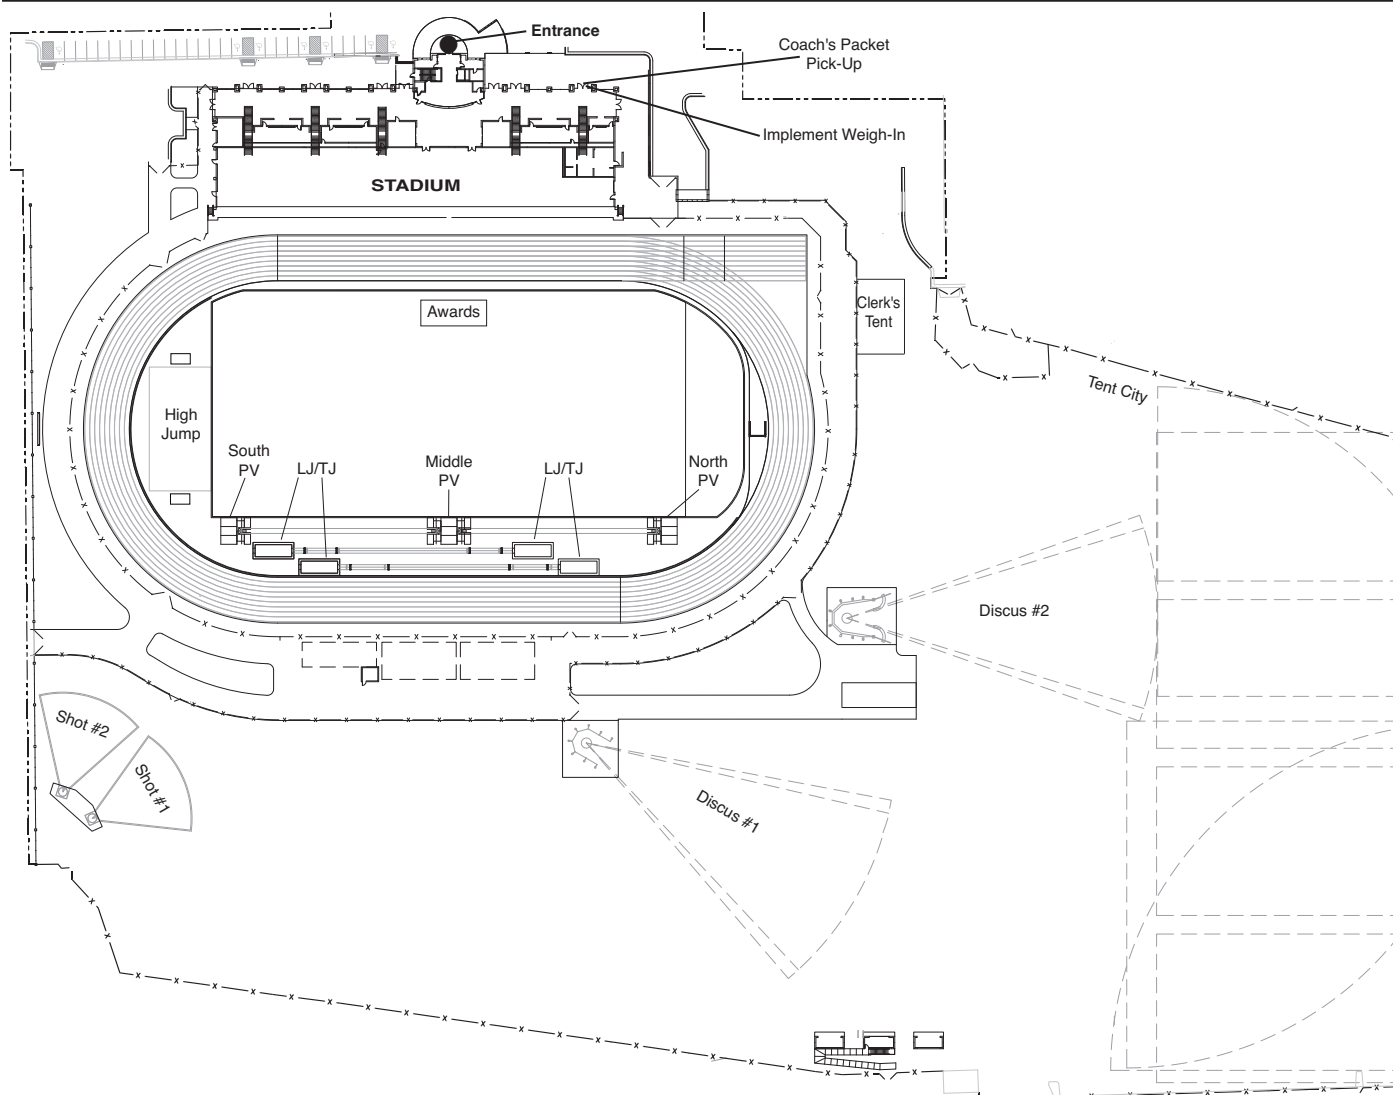 Entrance
Coach's Packet
Pick-Up
Implement Weigh-In
STADIUM
Awards
Clerk's
Tent
Tent City
High
Jump
South
PV
LJ/TJ
Middle
PV
LJ/TJ
North
PV
Discus #2
Shot #2
Shot #1
Discus #1